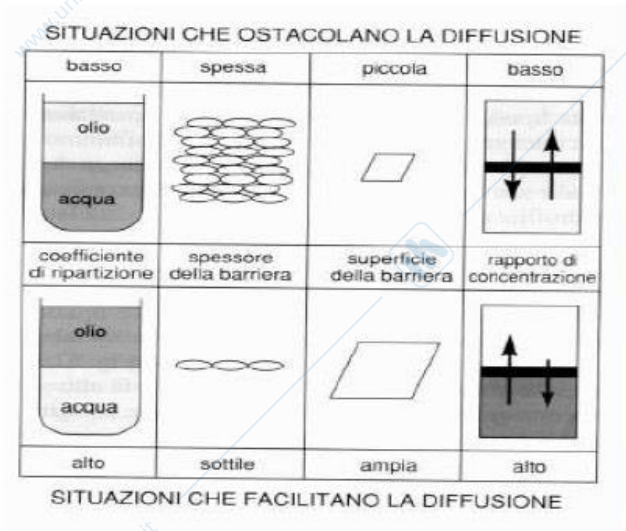 SITUAZIONI CHE OSTACOLANO LA DIFFUSIONE
basso spessa piccola basso
olio
acqua
coefficiente di ripartizione
spessore della barriera
superficie della barriera
rapporto di concentrazione
olio
acqua
alto sottile ampia alto
SITUAZIONI CHE FACILITANO LA DIFFUSIONE